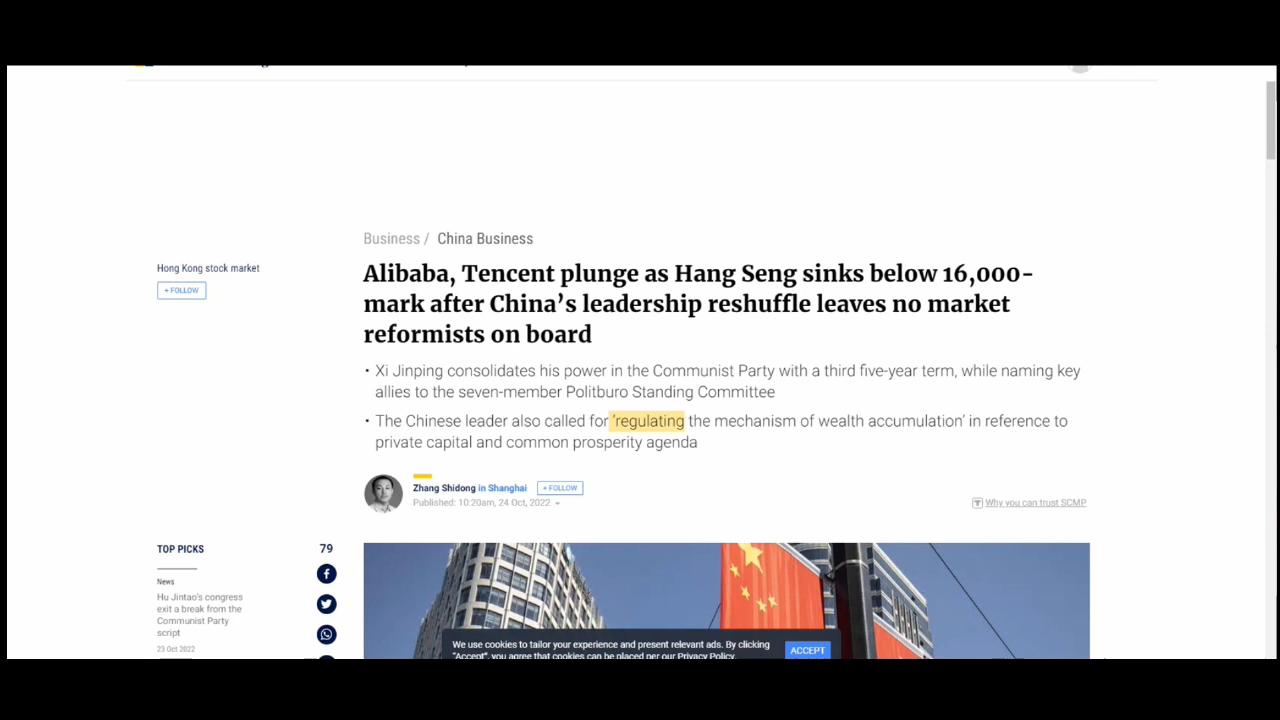 Business / China Business
Hong Kong stock market
+ FOLLOW
Alibaba, Tencent plunge as Hang Seng sinks below 16,000-
mark after China’s leadership reshuffle leaves no market
reformists on board
• Xi Jinping consolidates his power in the Communist Party with a third five-year term, while naming key
allies to the seven-member Politburo Standing Committee
• The Chinese leader also called for ‘regulating the mechanism of wealth accumulation’ in reference to
private capital and common prosperity agenda
Zhang Shidong in Shanghai + FOLLOW
Published: 10:20am, 24 Oct, 2022
Why you can trust SCMP
TOP PICKS
79
News
Hu Jintao’s congress
exit a break from the
Communist Party
script
23 Oct 2022
We use cookies to tailor your experience and present relevant ads. By clicking
“Accept”, you agree that cookies can be placed per our Privacy Policy.
ACCEPT